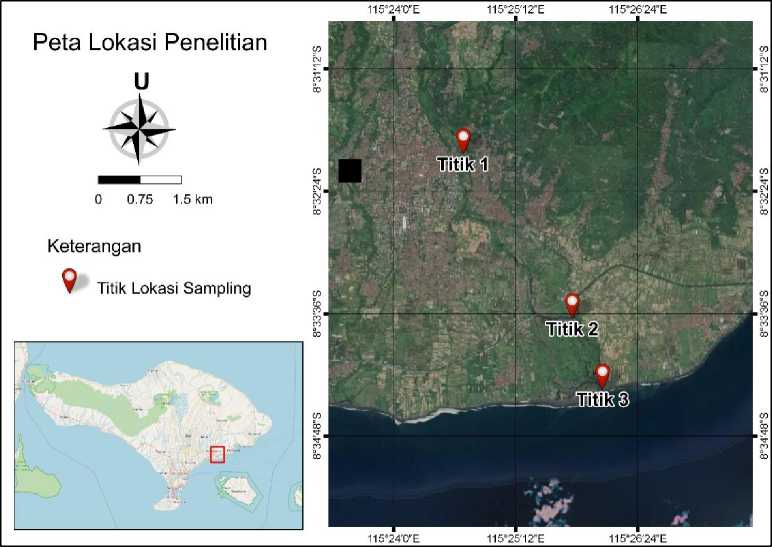 Peta Lokasi Penelitian
U
0 0.75 1.5 km
Keterangan
Titik Lokasi Sampling
115°24'0"E 115°25'12"E 115°26'24"E
8°31'12"S
8°32'24"S
8°33'36"S
8°34'48"S
Titik 1
Titik 2
Titik 3
8°31'12"S
8°32'24"S
8°33'36"S
8°34'48"S
115°24'0"E 115°25'12"E 115°26'24"E